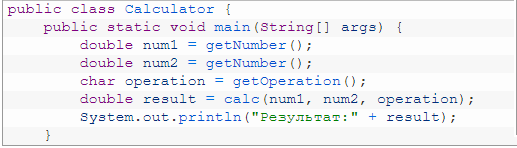 public class Calculator {
public static void main(String[] args) {
double num1 = getNumber();
double num2 = getNumber();
char operation = getOperation();
double result = calc(num1, num2, operation);
System.out.println("Результат:" + result);
}